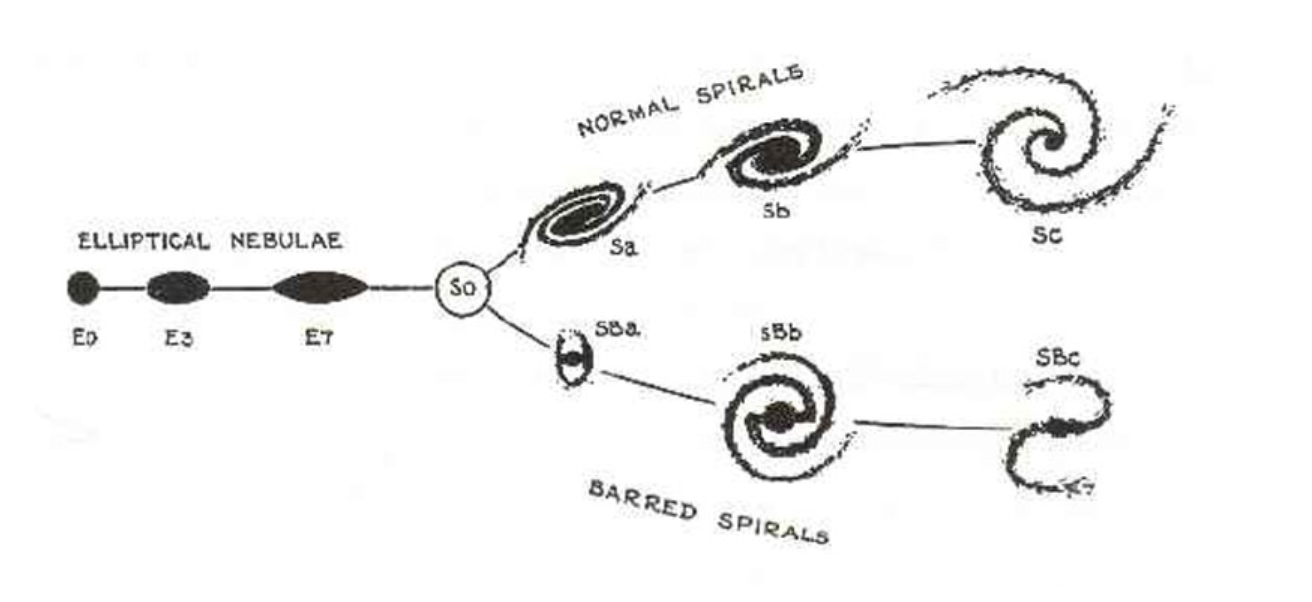 NORMAL SPIRALS
Sa
Sb
Sc
ELLIPTICAL NEBULAE
E0
E3
E7
S0
SBa
SBb
SBc
BARRED SPIRALS